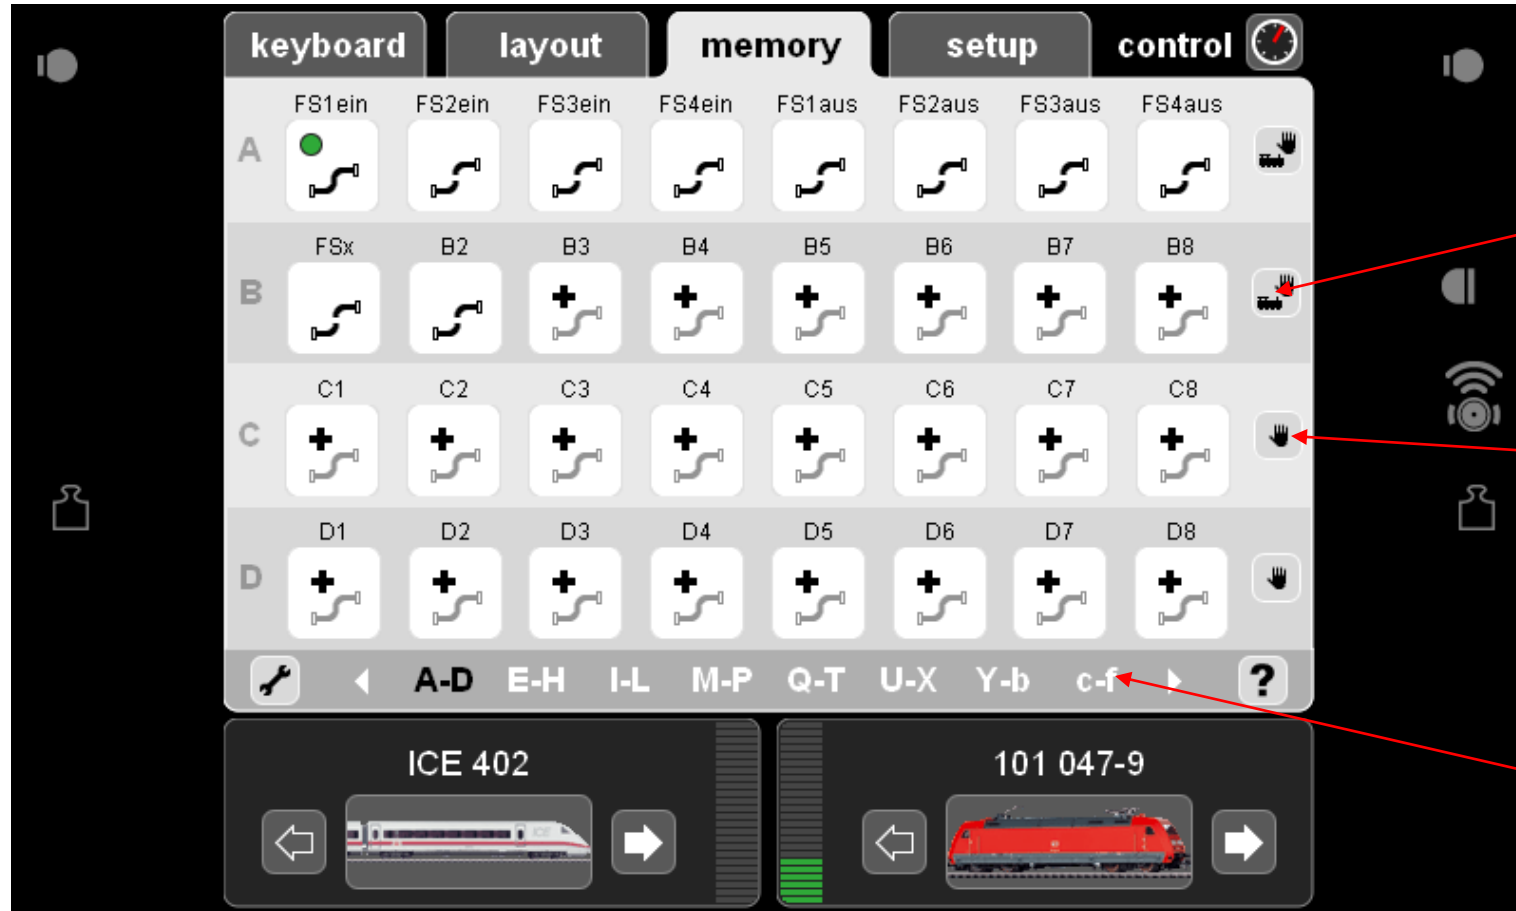 keyboard layout memory setup control
FS1ein FS2ein FS3ein FS4ein FS1aus FS2aus FS3aus FS4aus
A
FSx B2 B3 B4 B5 B6 B7 B8
B
C1 C2 C3 C4 C5 C6 C7 C8
C
D1 D2 D3 D4 D5 D6 D7 D8
D
A-D E-H I-L M-P Q-T U-X Y-b c-f ?
ICE 402 101 047-9